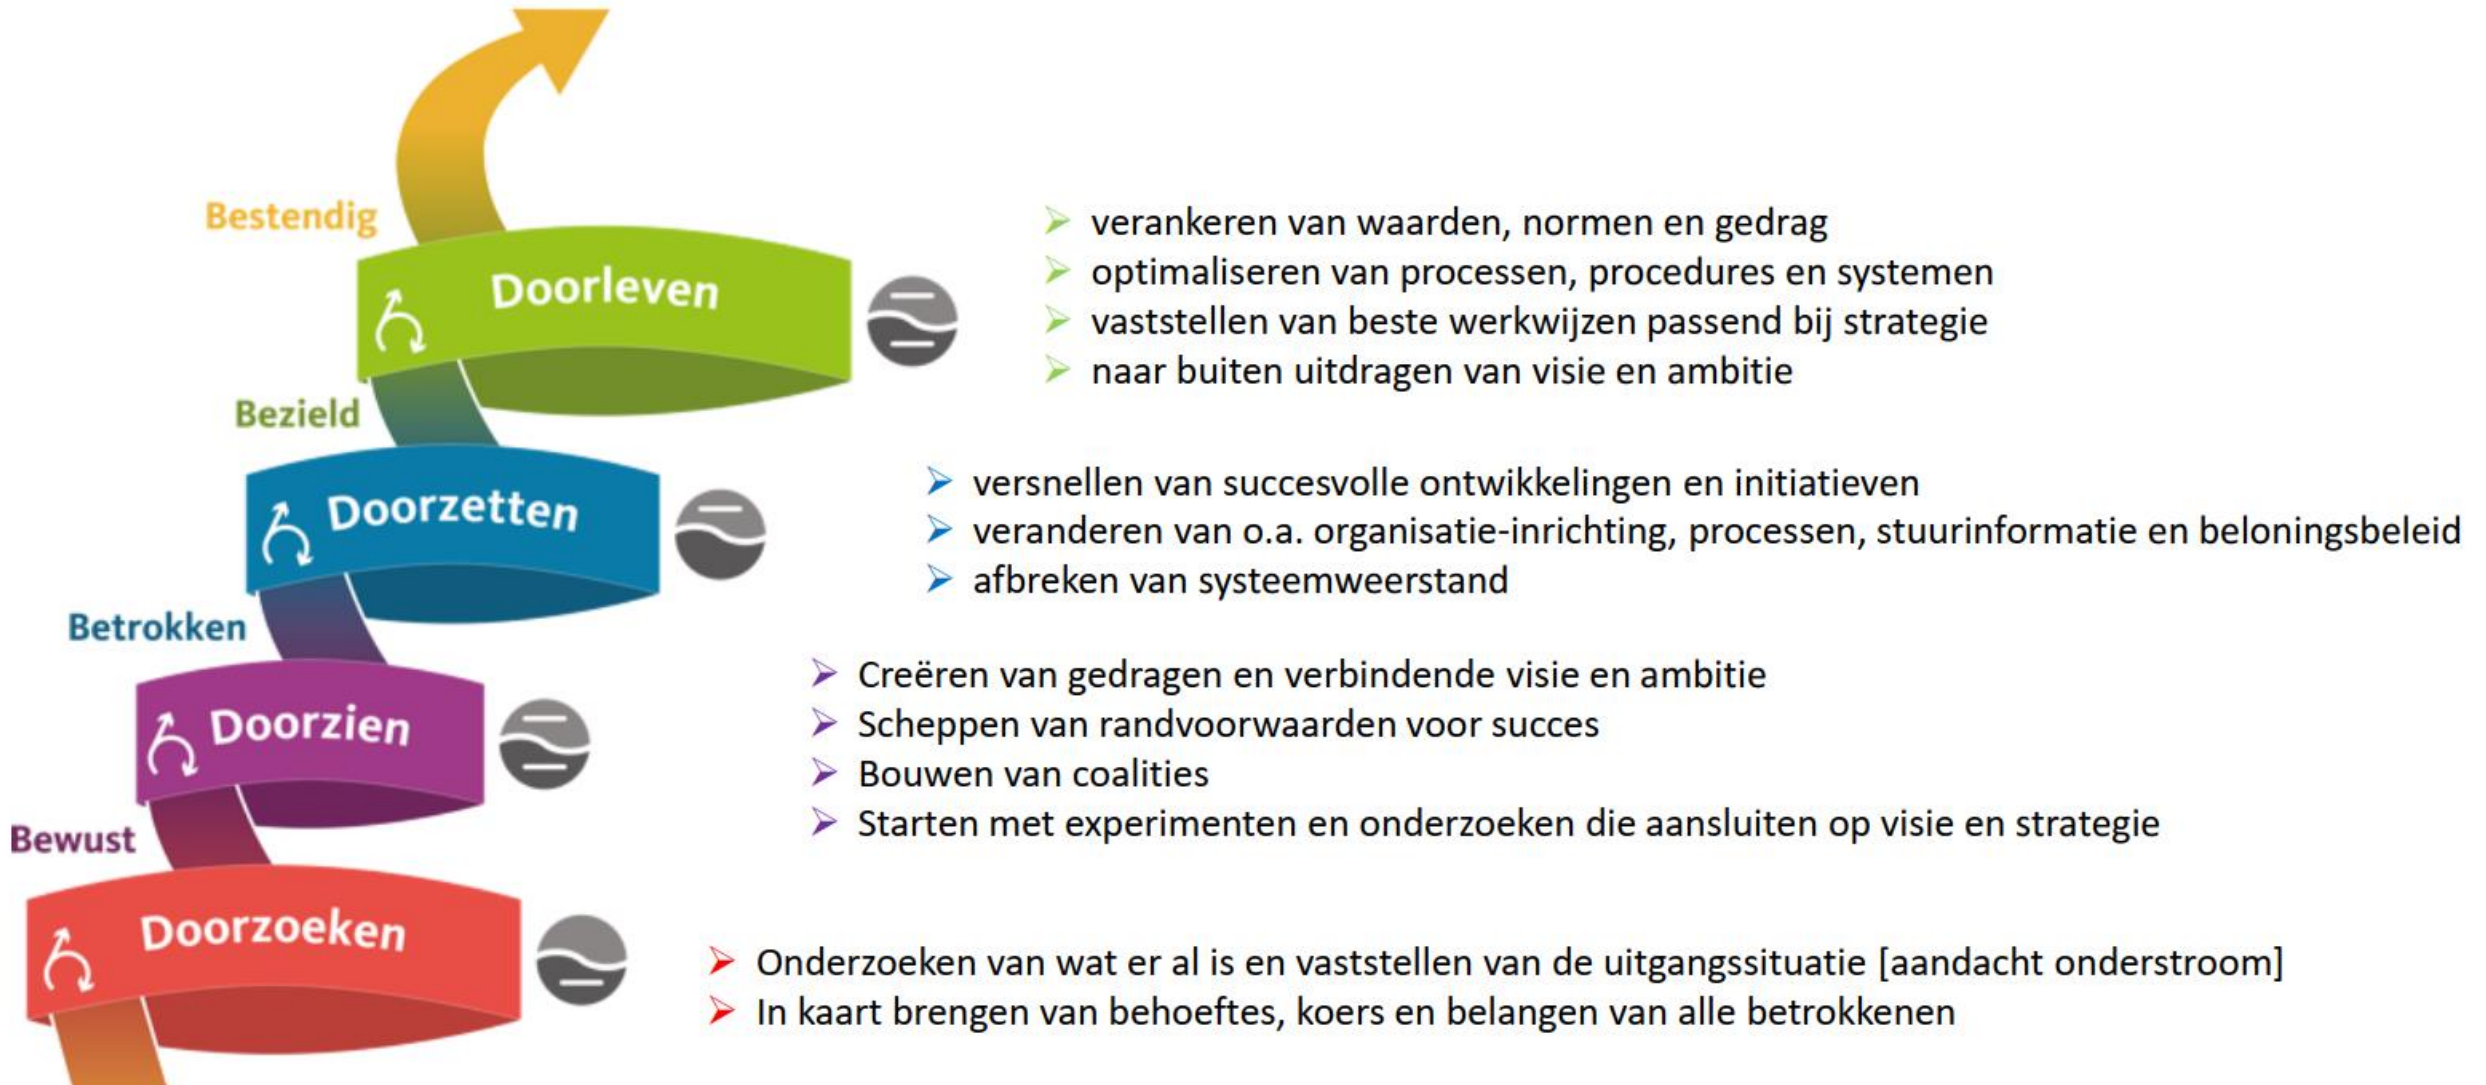 Bestendig
Doorleven
verankeren van waarden, normen en gedrag
optimaliseren van processen, procedures en systemen
vaststellen van beste werkwijzen passend bij strategie
naar buiten uitdragen van visie en ambitie
Bezield
Doorzetten
versnellen van succesvolle ontwikkelingen en initiatieven
veranderen van o.a. organisatie-inrichting, processen, stuurinformatie en beloningsbeleid
afbreken van systeemweerstand
Betrokken
Doorzien
Creëren van gedragen en verbindende visie en ambitie
Scheppen van randvoorwaarden voor succes
Bouwen van coalities
Starten met experimenten en onderzoeken die aansluiten op visie en strategie
Bewust
Doorzoeken
Onderzoeken van wat er al is en vaststellen van de uitgangssituatie [aandacht onderstroom]
In kaart brengen van behoeftes, koers en belangen van alle betrokkenen